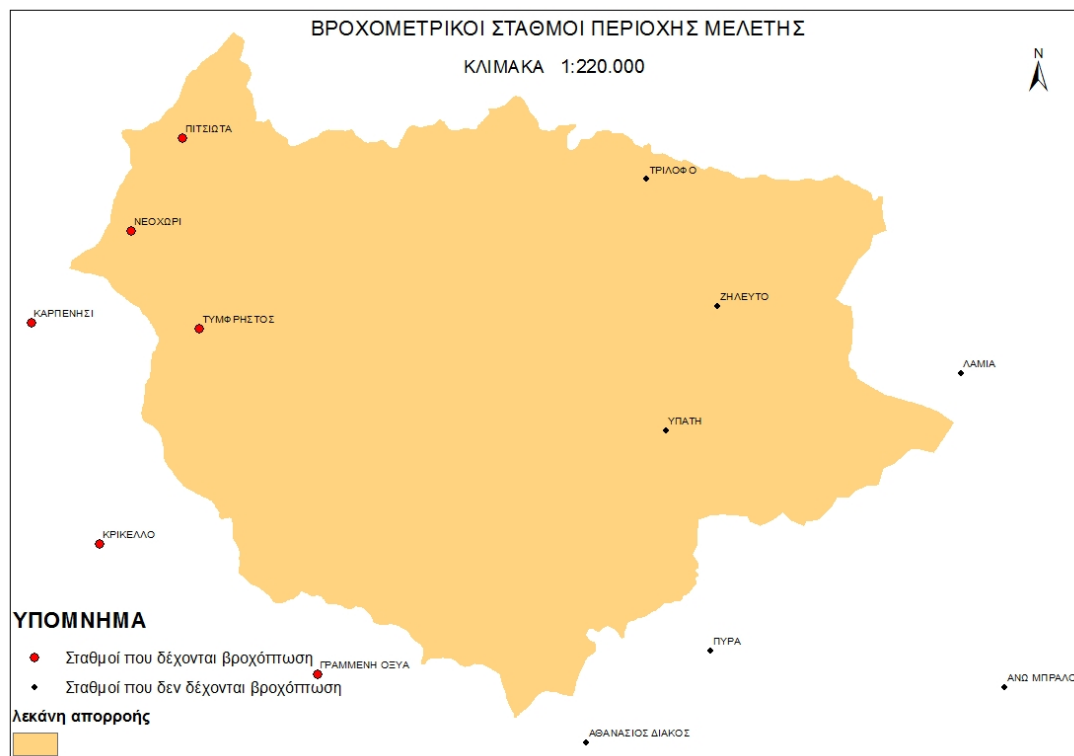 ΒΡΟΧΟΜΕΤΡΙΚΟΙ ΣΤΑΘΜΟΙ ΠΕΡΙΟΧΗΣ ΜΕΛΕΤΗΣ
ΚΛΙΜΑΚΑ 1:220.000
N
ΠΙΤΣΙΩΤΑ
ΤΡΙΛΟΦΟ
ΝΕΟΧΩΡΙ
ΖΗΛΕΥΤΟ
ΚΑΡΠΕΝΗΣΙ
ΤΥΜΦΡΗΣΤΟΣ
ΛΑΜΙΑ
ΥΠΑΤΗ
ΚΡΙΚΕΛΛΟ
ΠΥΡΑ
ΓΡΑΜΜΕΝΗ ΟΞΥΑ
ΑΝΩ ΜΠΡΑΛΟ
ΑΘΑΝΑΣΙΟΣ ΔΙΑΚΟΣ
ΥΠΟΜΝΗΜΑ
Σταθμοί που δέχονται βροχόπτωση
Σταθμοί που δεν δέχονται βροχόπτωση
λεκάνη απορροής